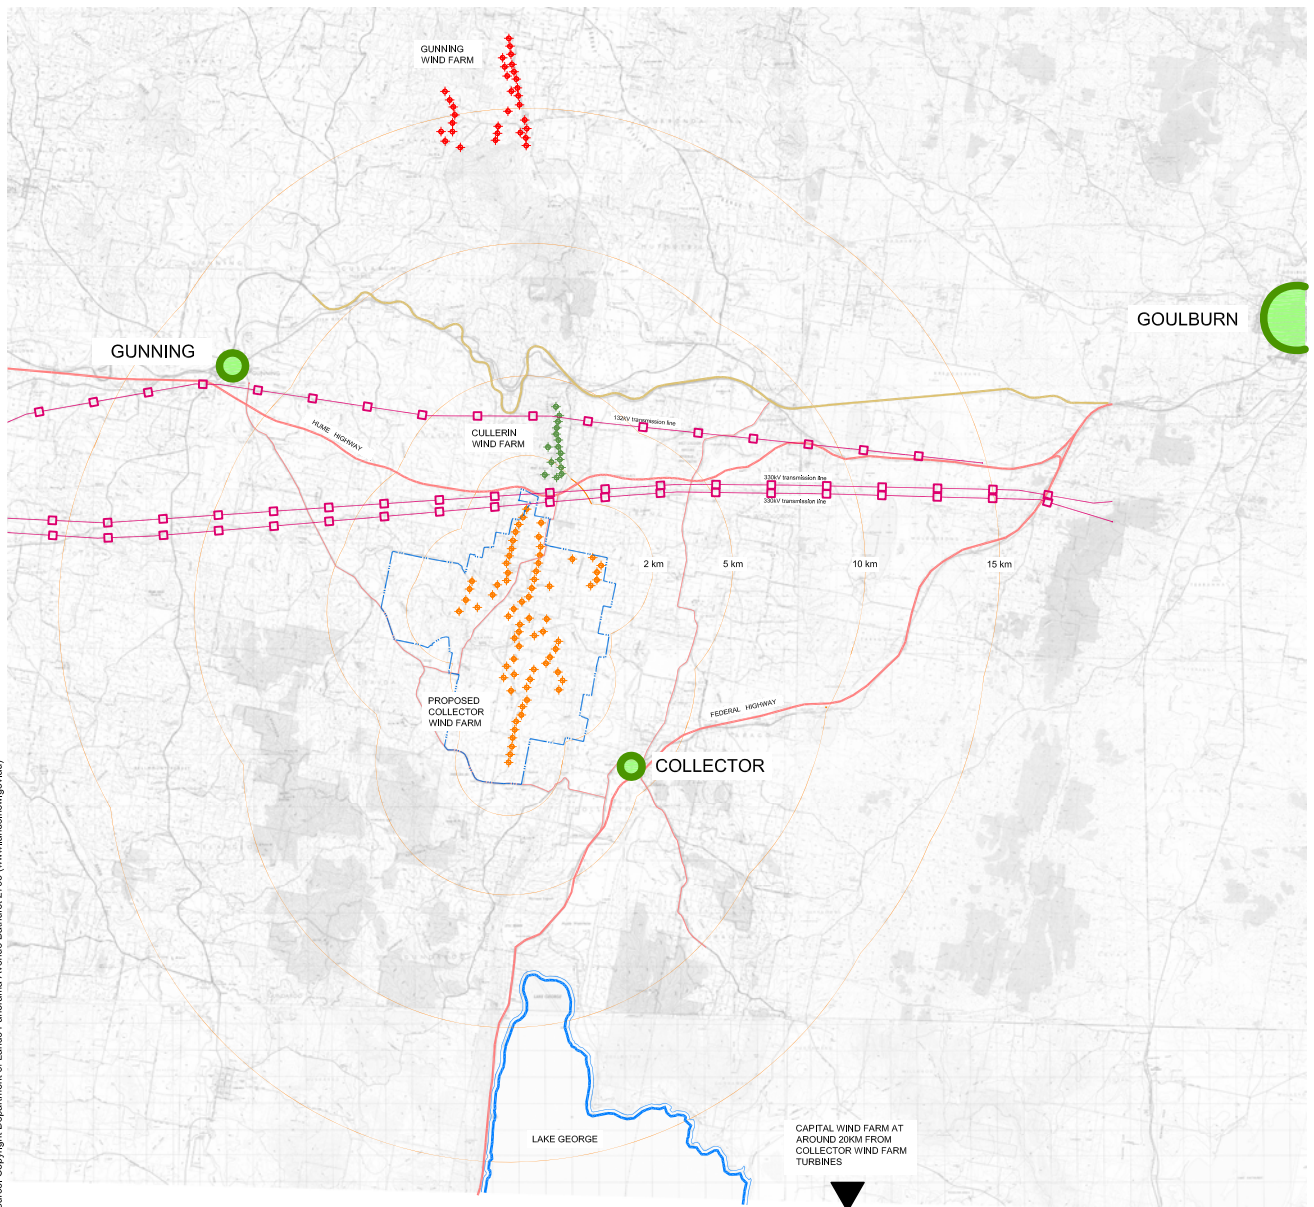 GUNNING
WIND FARM
GOULBURN
GUNNING
HUME HIGHWAY
CULLERIN
WIND FARM
132kV transmission line
330kV transmission line
330kV transmission line
2 km
5 km
10 km
15 km
PROPOSED
COLLECTOR
WIND FARM
FEDERAL HIGHWAY
COLLECTOR
LAKE GEORGE
CAPITAL WIND FARM AT
AROUND 20KM FROM
COLLECTOR WIND FARM
TURBINES